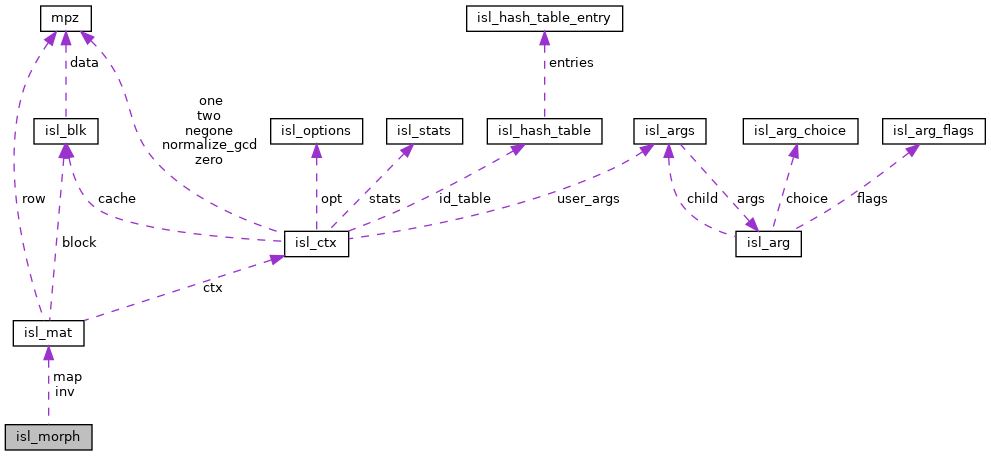 mpz
isl_hash_table_entry
data
entries
one
two
negone
normalize_gcd
zero
isl_blk
isl_options
isl_stats
isl_hash_table
isl_args
isl_arg_choice
isl_arg_flags
row
cache
opt
stats
id_table
user_args
child
args
choice
flags
block
isl_ctx
isl_arg
ctx
isl_mat
map
inv
isl_morph